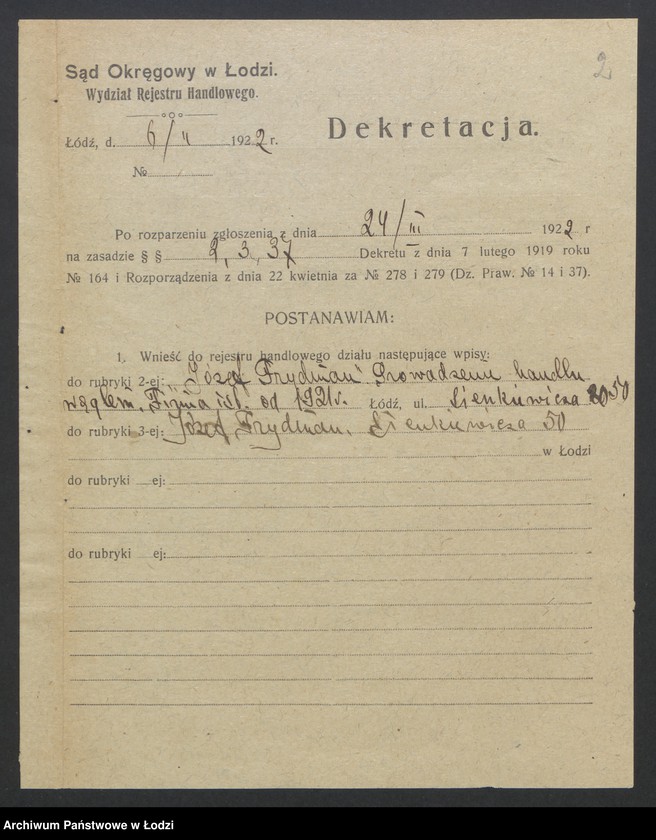 2
Sąd Okręgowy w Łodzi.
Wydział Rejestru Handlowego.
Dekretacja.
Łódź, d. 6/II 1922 r.
№
Po rozparzeniu zgłoszenia z dnia 24/III 1922 r
na zasadzie § § 2, 3, 37 Dekretu z dnia 7 lutego 1919 roku
№ 164 i Rozporządzenia z dnia 22 kwietnia za № 278 i 279 (Dz. Praw. № 14 i 37).
POSTANAWIAM:
1. Wnieść do rejestru handlowego działu następujące wpisy:
do rubryki 2-ej: „Józef Frydman" Prowadzenie handlu
węglem. Firma istn. od 1921r. Łódź, ul. Sienkiewicza 50
do rubryki 3-ej: Józef Frydman, Sienkiewicza 50
w Łodzi
do rubryki ej:
do rubryki ej:
Archiwum Państwowe w Łodzi